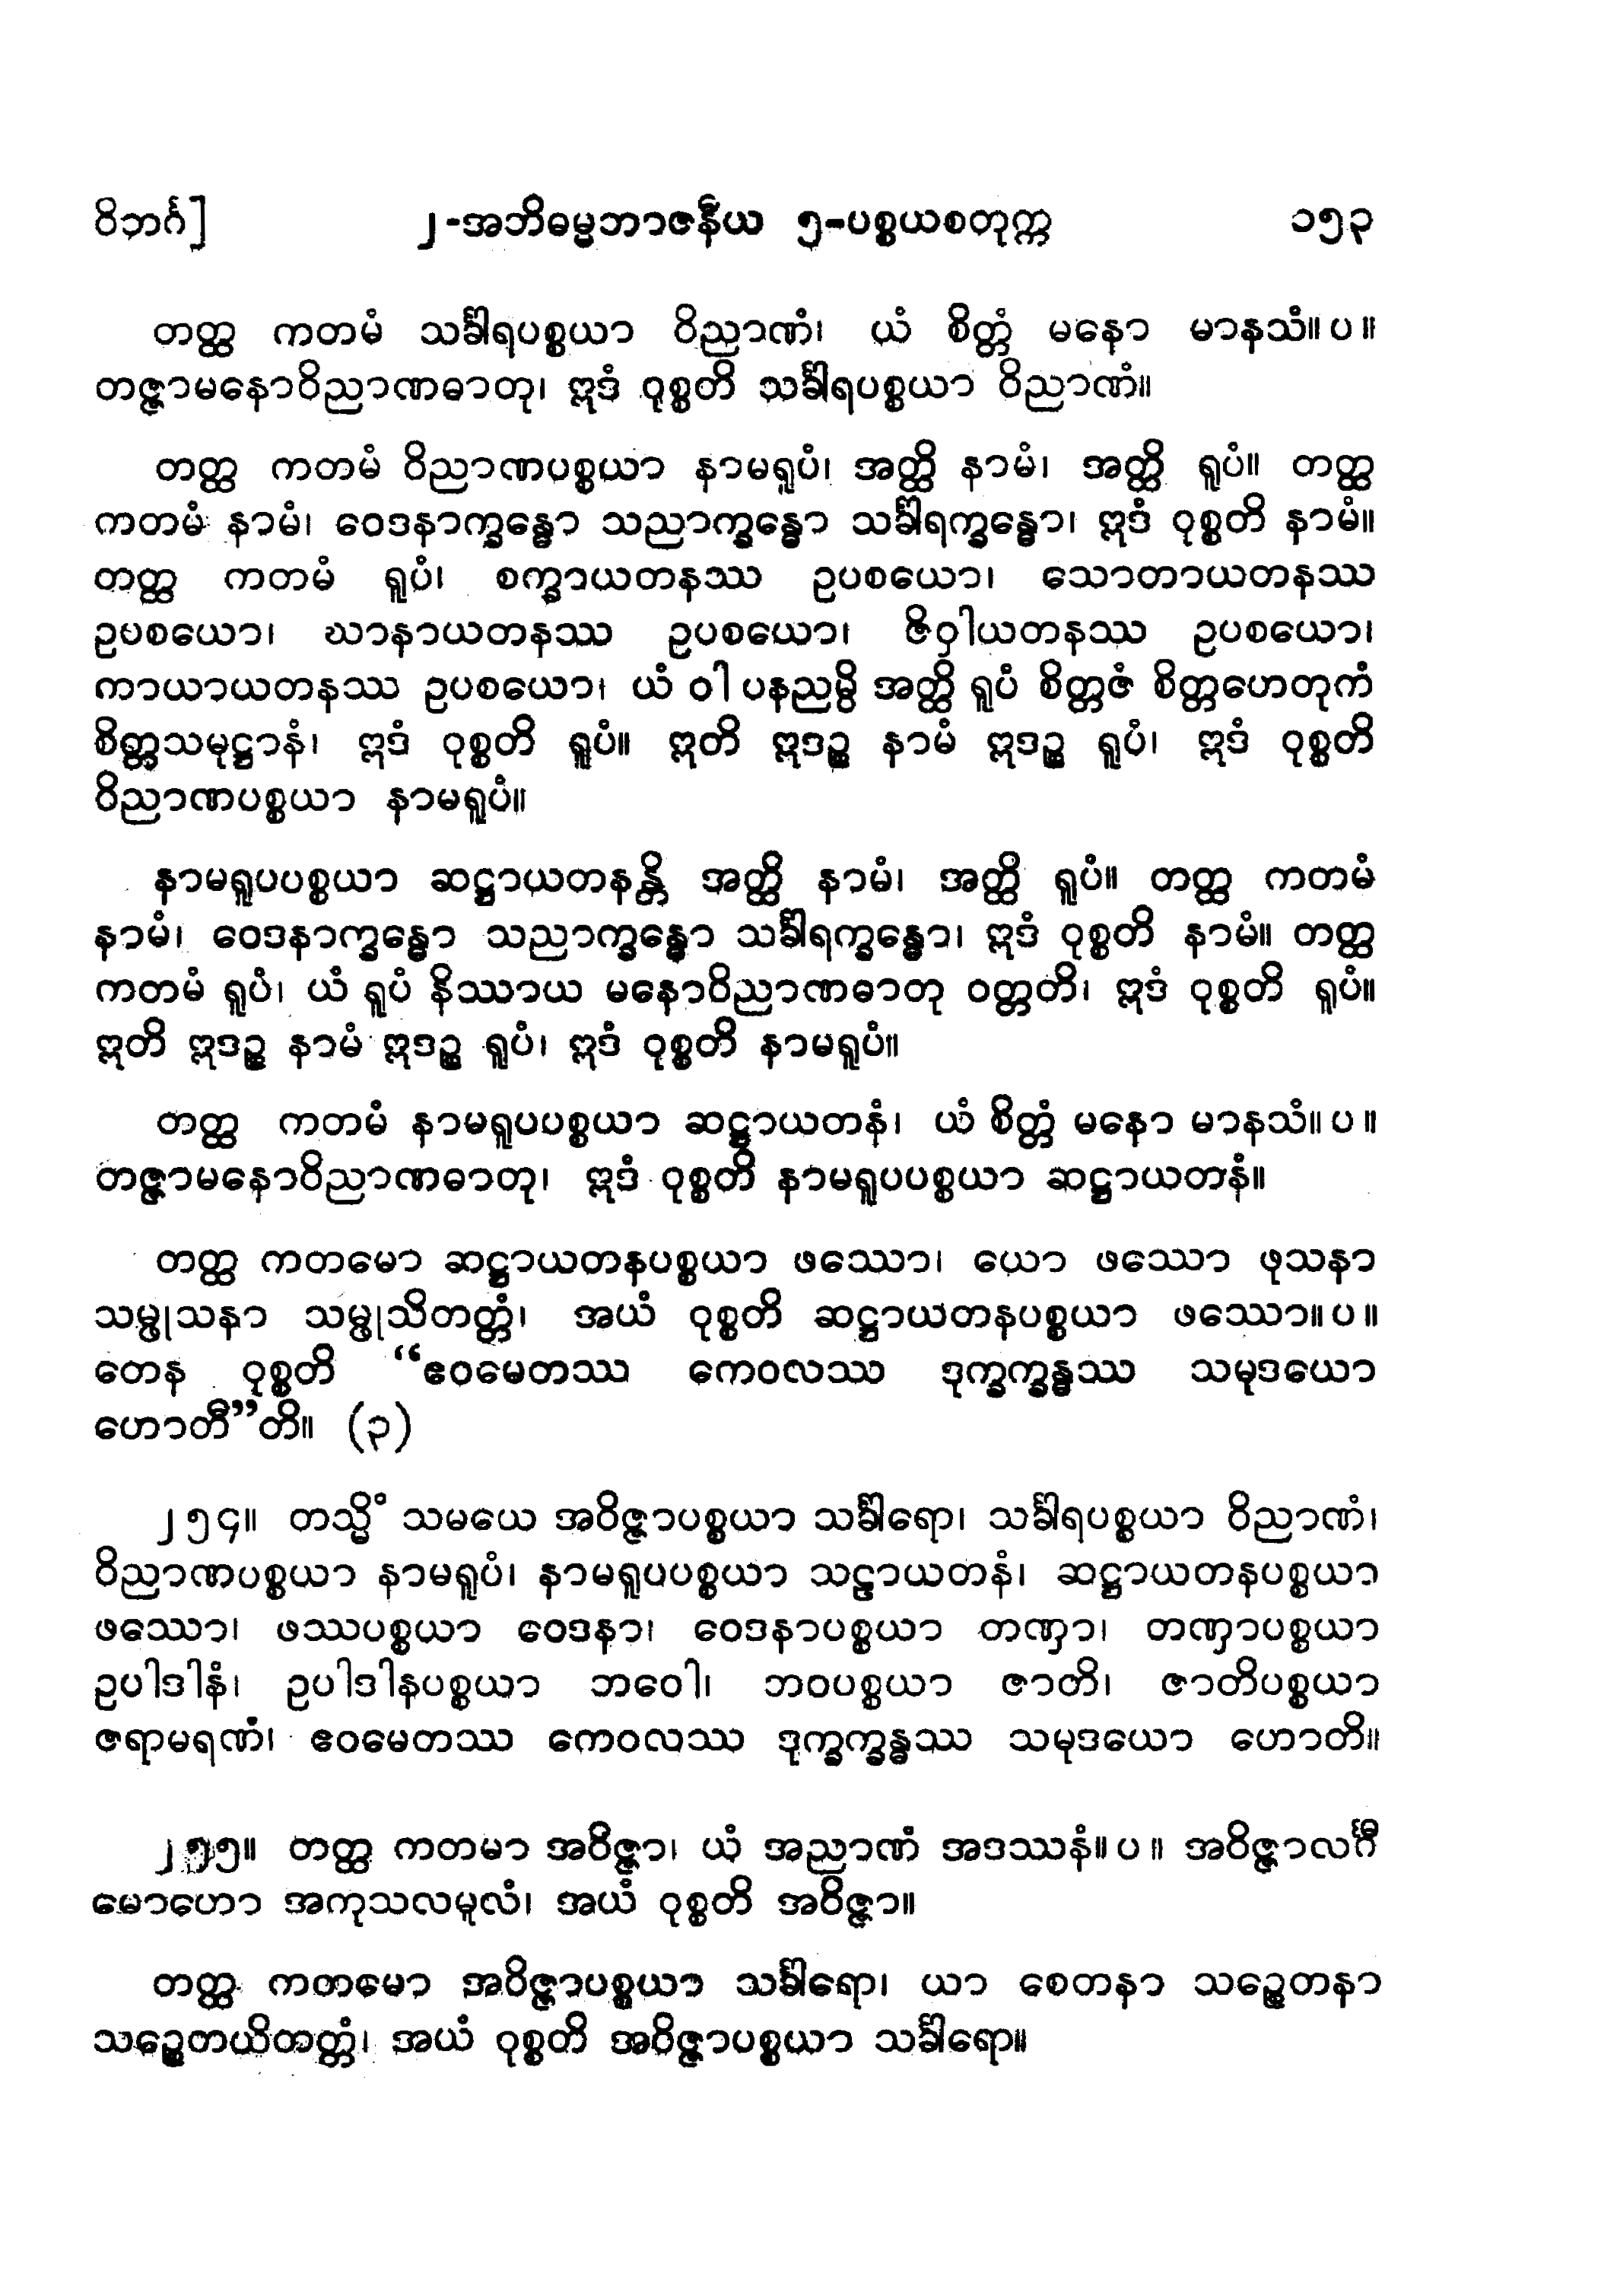 ဝိဘင်္ဂ] ၂-အဘိဓမ္မဘာဇနီယ ၅-ပစ္စယစတုက္က ၁၅၃
တတ္ထ ကတမံ သင်္ခါရပစ္စယာ ဝိညာဏံ၊ ယံ စိတ္တံ မနော မာနသံ။ ပ ။
တဇ္ဇာမနောဝိညာဏဓာတု၊ ဣဒံ ဝုစ္စတိ သင်္ခါရပစ္စယာ ဝိညာဏံ။
တတ္ထ ကတမံ ဝိညာဏပစ္စယာ နာမရူပံ၊ အတ္ထိ နာမံ၊ အတ္ထိ ရူပံ။ တတ္ထ
ကတမံ နာမံ၊ ဝေဒနာက္ခန္ဓော သညာက္ခန္ဓော သင်္ခါရက္ခန္ဓော၊ ဣဒံ ဝုစ္စတိ နာမံ။
တတ္ထ ကတမံ ရူပံ၊ စက္ခာယတနဿ ဥပစယော၊ သောတာယတနဿ
ဥပစယော၊ ဃာနာယတနဿ ဥပစယော၊ ဇိဝှါယတနဿ ဥပစယော၊
ကာယာယတနဿ ဥပစယော၊ ယံ ဝါ ပနညမ္ပိ အတ္ထိ ရူပံ စိတ္တဇံ စိတ္တဟေတုကံ
စိတ္တသမုဋ္ဌာနံ၊ ဣဒံ ဝုစ္စတိ ရူပံ။ ဣတိ ဣဒဉ္စ နာမံ ဣဒဉ္စ ရူပံ၊ ဣဒံ ဝုစ္စတိ
ဝိညာဏပစ္စယာ နာမရူပံ။
နာမရူပပစ္စယာ ဆဋ္ဌာယတနန္တိ အတ္ထိ နာမံ၊ အတ္ထိ ရူပံ။ တတ္ထ ကတမံ
နာမံ၊ ဝေဒနာက္ခန္ဓော သညာက္ခန္ဓော သင်္ခါရက္ခန္ဓော၊ ဣဒံ ဝုစ္စတိ နာမံ။ တတ္ထ
ကတမံ ရူပံ၊ ယံ ရူပံ နိဿာယ မနောဝိညာဏဓာတု ဝတ္တတိ၊ ဣဒံ ဝုစ္စတိ ရူပံ။
ဣတိ ဣဒဉ္စ နာမံ ဣဒဉ္စ ရူပံ၊ ဣဒံ ဝုစ္စတိ နာမရူပံ။
တတ္ထ ကတမံ နာမရူပပစ္စယာ ဆဋ္ဌာယတနံ၊ ယံ စိတ္တံ မနော မာနသံ။ ပ ။
တဇ္ဇာမနောဝိညာဏဓာတု၊ ဣဒံ ဝုစ္စတိ နာမရူပပစ္စယာ ဆဋ္ဌာယတနံ။
တတ္ထ ကတမော ဆဋ္ဌာယတနပစ္စယာ ဖဿော၊ ယော ဖဿော ဖုသနာ
သမ္ဖုသနာ သမ္ဖုသိတတ္တံ၊ အယံ ဝုစ္စတိ ဆဋ္ဌာယတနပစ္စယာ ဖဿော။ ပ ။
တေန ဝုစ္စတိ “ဧဝမေတဿ ကေဝလဿ ဒုက္ခက္ခန္ဓဿ သမုဒယော
ဟောတီ”တိ။ (၃)
၂၅၄။ တသ္မိံ သမယေ အဝိဇ္ဇာပစ္စယာ သင်္ခါရော၊ သင်္ခါရပစ္စယာ ဝိညာဏံ၊
ဝိညာဏပစ္စယာ နာမရူပံ၊ နာမရူပပစ္စယာ သဠာယတနံ၊ ဆဋ္ဌာယတနပစ္စယာ
ဖဿော၊ ဖဿပစ္စယာ ဝေဒနာ၊ ဝေဒနာပစ္စယာ တဏှာ၊ တဏှာပစ္စယာ
ဥပါဒါနံ၊ ဥပါဒါနပစ္စယာ ဘဝေါ၊ ဘဝပစ္စယာ ဇာတိ၊ ဇာတိပစ္စယာ
ဇရာမရဏံ၊ ဧဝမေတဿ ကေဝလဿ ဒုက္ခက္ခန္ဓဿ သမုဒယော ဟောတိ။
၂၅၅။ တတ္ထ ကတမာ အဝိဇ္ဇာ၊ ယံ အညာဏံ အဒဿနံ။ ပ ။ အဝိဇ္ဇာလင်္ဂီ
မောဟော အကုသလမူလံ၊ အယံ ဝုစ္စတိ အဝိဇ္ဇာ။
တတ္ထ ကတမော အဝိဇ္ဇာပစ္စယာ သင်္ခါရော၊ ယာ စေတနာ သဉ္စေတနာ
သဉ္စေတယိတတ္တံ၊ အယံ ဝုစ္စတိ အဝိဇ္ဇာပစ္စယာ သင်္ခါရော။